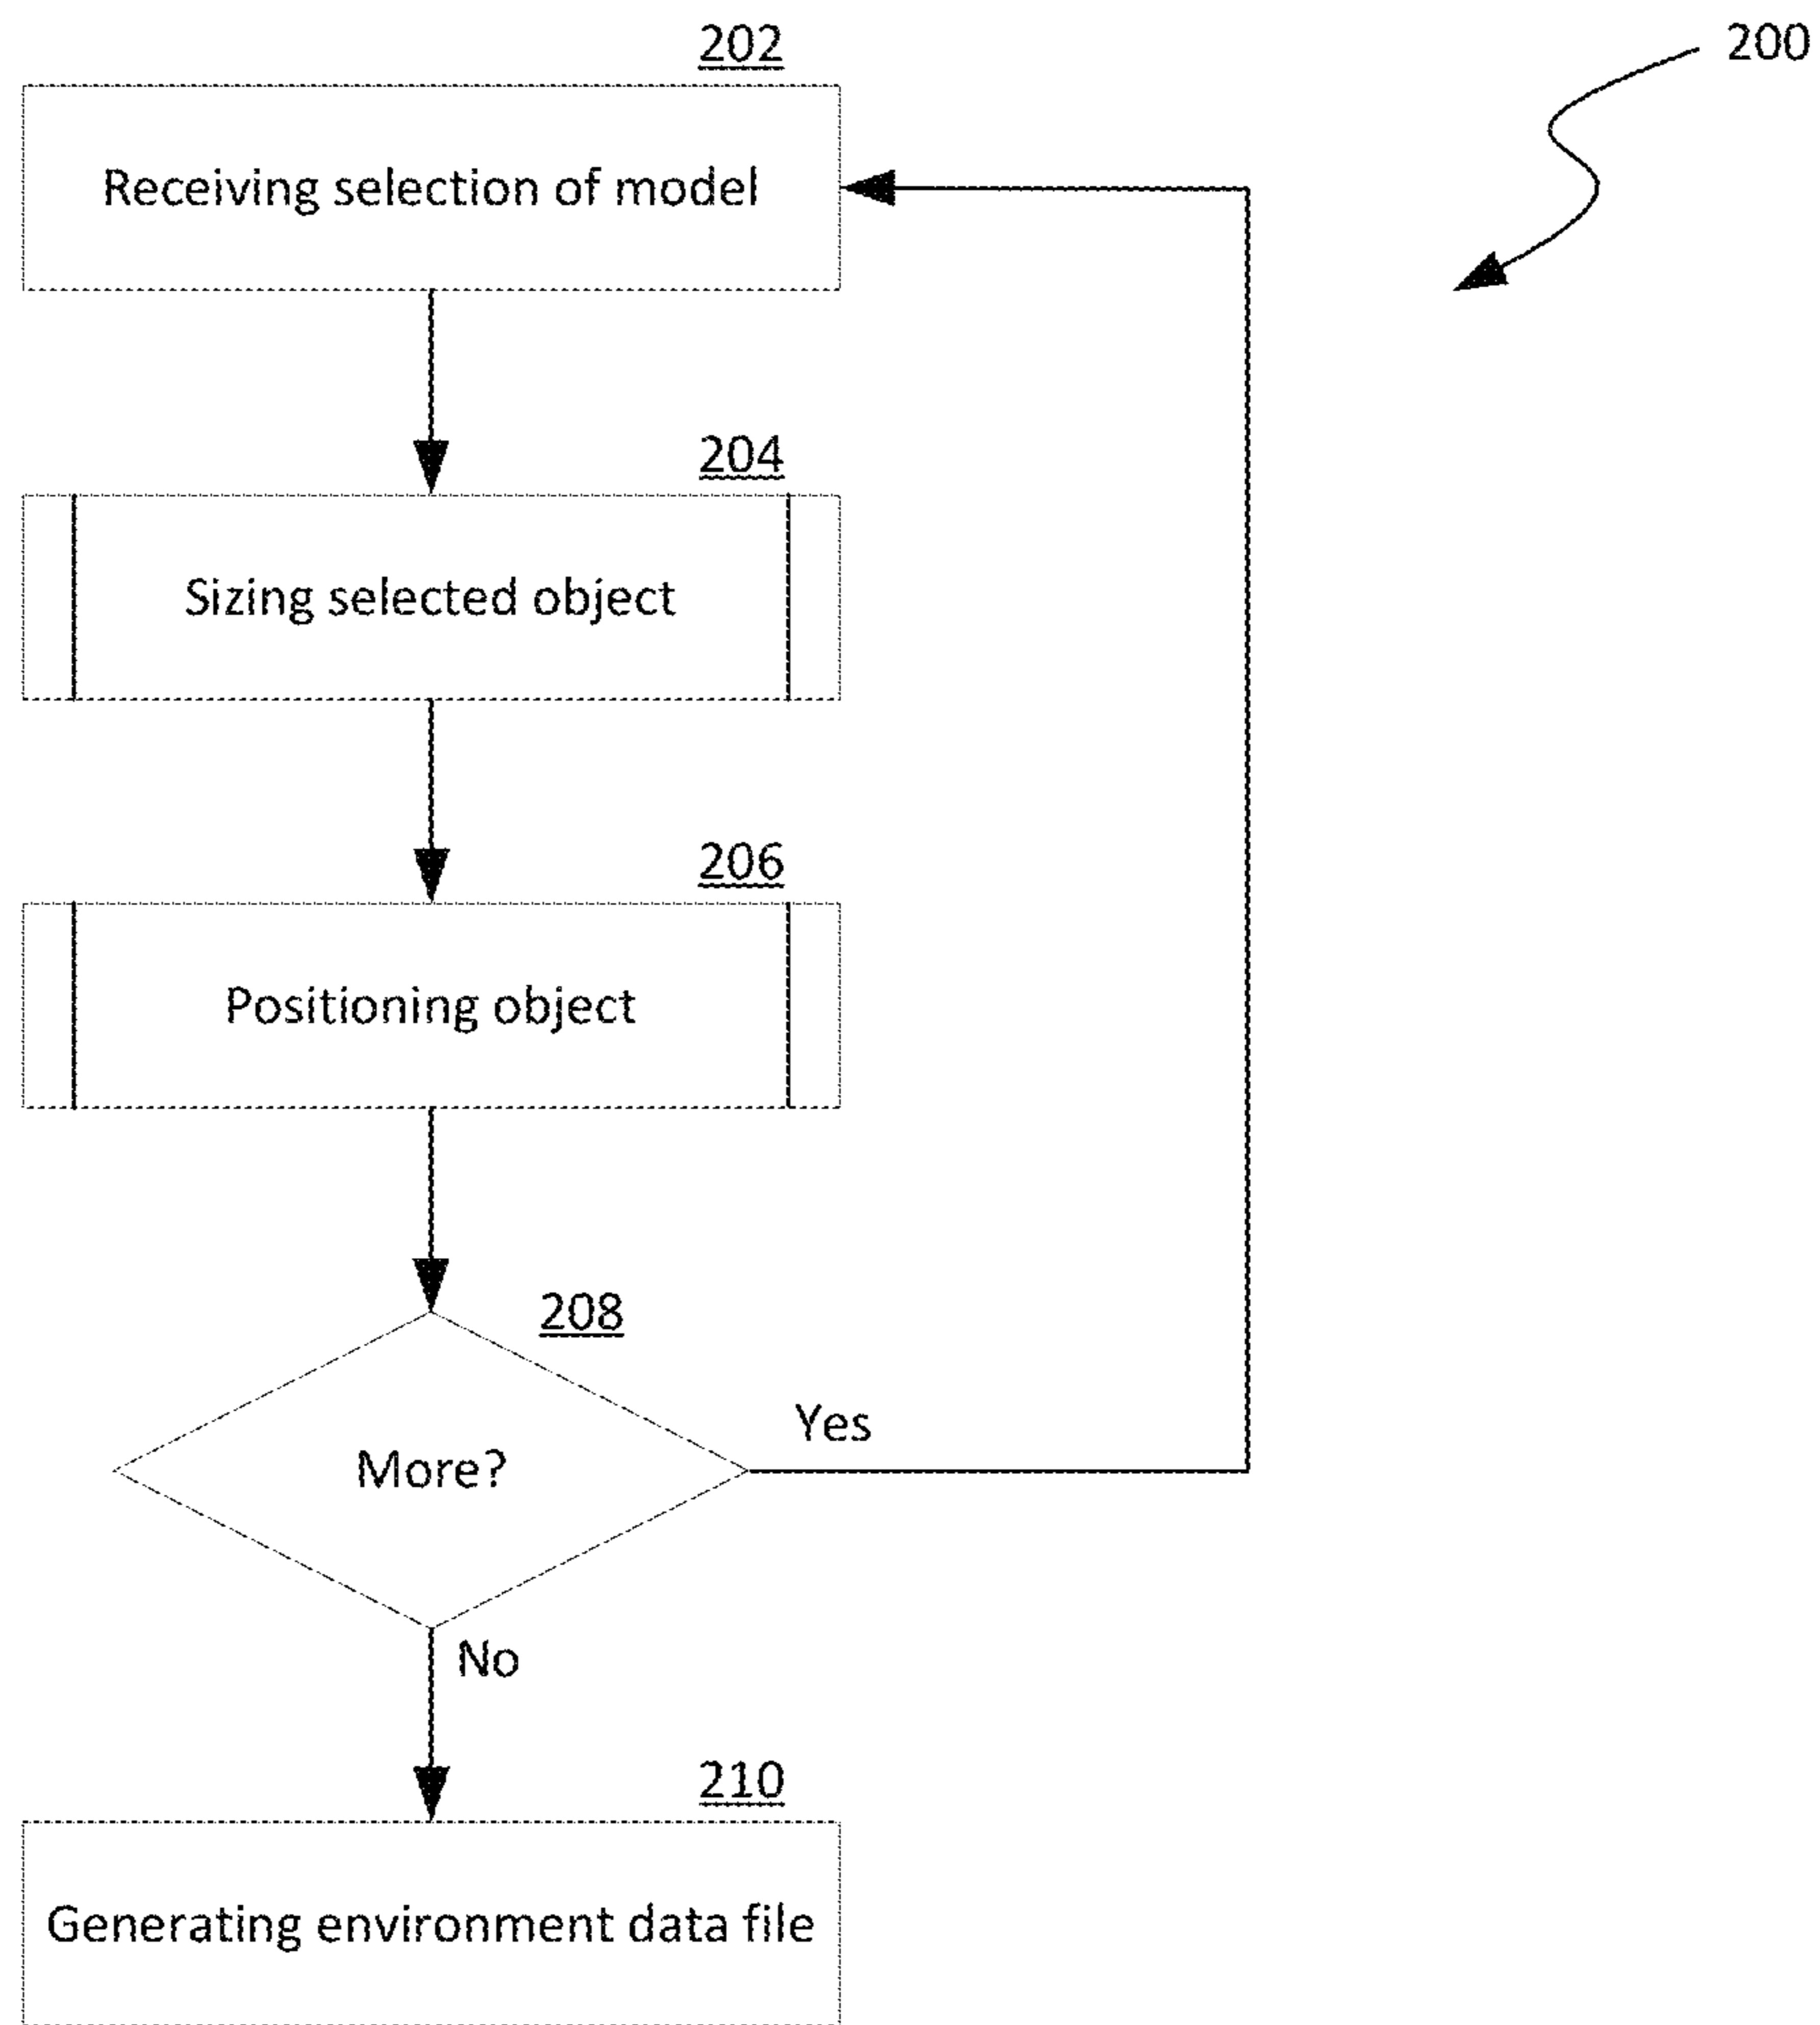 202
200
Receiving selection of model
204
Sizing selected object
206
Positioning object
208
More?
Yes
No
210
Generating environment data file